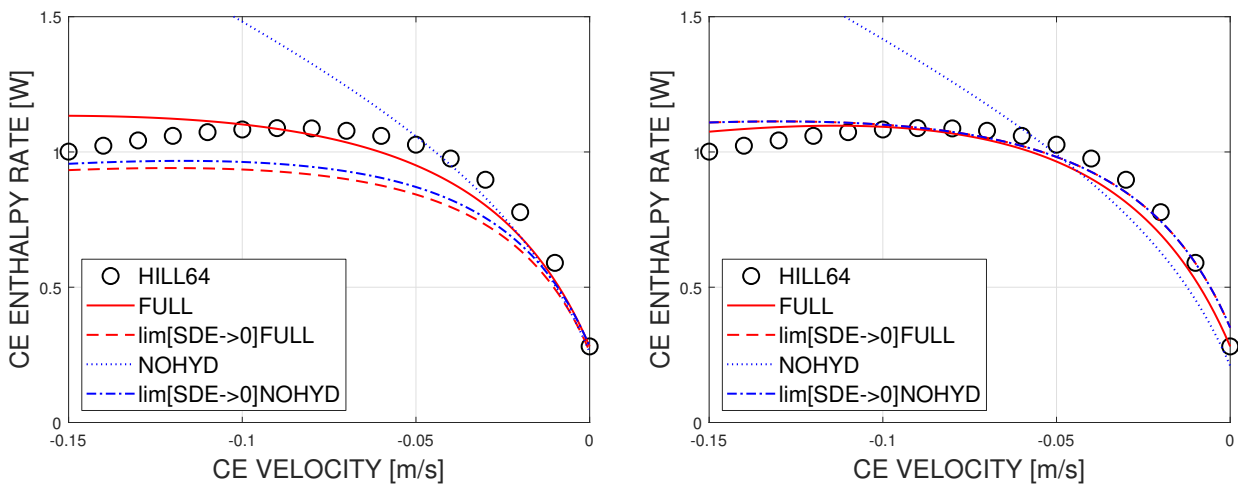 CE ENTHALPY RATE [W]
1.5
1
0.5
0
HILL64
FULL
lim[SDE->0]FULL
NOHYD
lim[SDE->0]NOHYD
-0.15
-0.1
-0.05
0
CE VELOCITY [m/s]
CE ENTHALPY RATE [W]
1.5
1
0.5
0
HILL64
FULL
lim[SDE->0]FULL
NOHYD
lim[SDE->0]NOHYD
-0.15
-0.1
-0.05
0
CE VELOCITY [m/s]